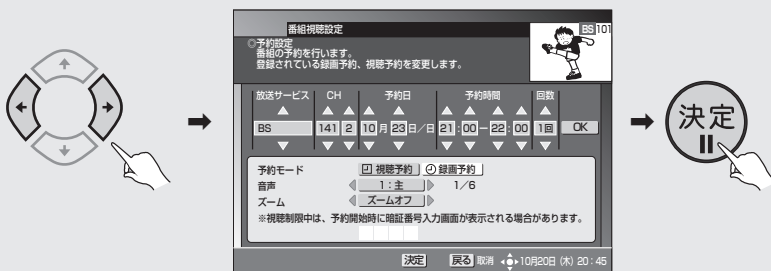 番組視聴設定
BS101
◎予約設定
番組の予約を行います。
登録されている録画予約、視聴予約を変更します。
放送サービス CH 予約日 予約時間 回数
BS 141 2 10月23日/日 21:00−22:00 1回 OK
予約モード 視聴予約 録画予約
音声 1:主 1/6
ズーム ズームオフ
※視聴制限中は、予約開始時に暗証番号入力画面が表示される場合があります。
決定 戻る 取消 10月20日(木)20:45
決定